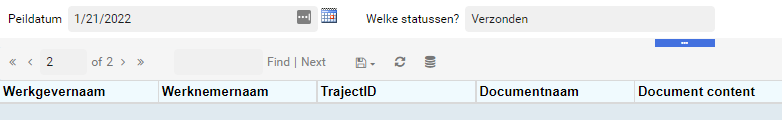 Peildatum 1/21/2022 Welke statussen? Verzonden
2 of 2 Find | Next
Werkgevernaam Werknemernaam TrajectID Documentnaam Document content